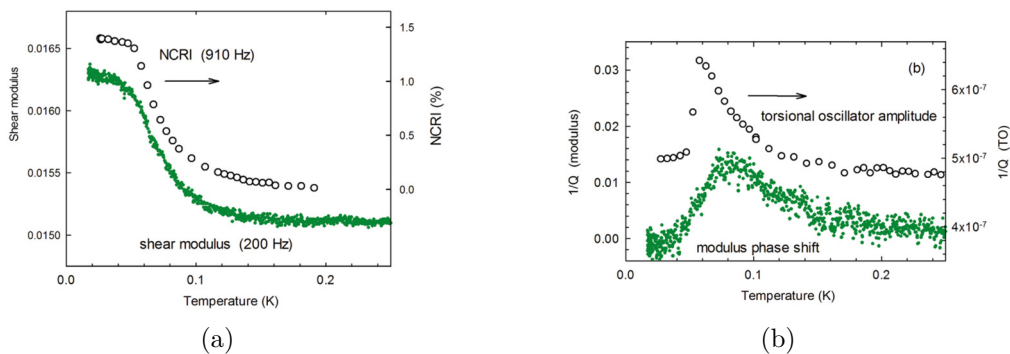 0.0165
0.0160
0.0155
0.0150
Shear modulus
1.5
1.0
0.5
0.0
NCRI (%)
NCRI (910 Hz)
shear modulus (200 Hz)
0.0
0.1
0.2
Temperature (K)
(a)
0.03
0.02
0.01
0.00
1/Q (modulus)
(b)
6x10-7
5x10-7
4x10-7
1/Q (TO)
torsional oscillator amplitude
modulus phase shift
0.0
0.1
0.2
Temperature (K)
(b)